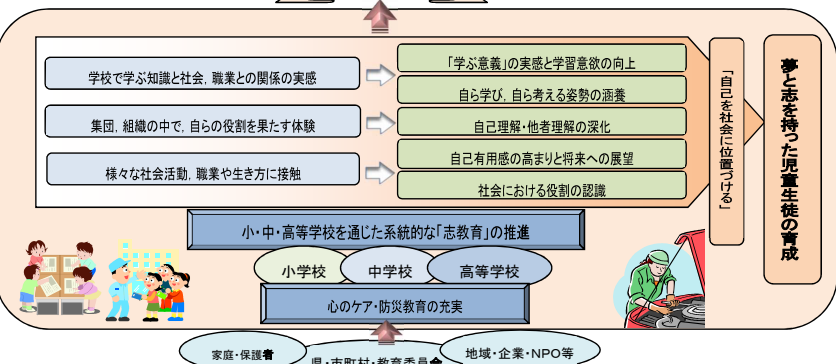 学校で学ぶ知識と社会,職業との関係の実感
集団,組織の中で,自らの役割を果たす体験
様々な社会活動,職業や生き方に接触
「学ぶ意義」の実感と学習意欲の向上
自ら学び,自ら考える姿勢の涵養
自己理解・他者理解の深化
自己有用感の高まりと将来への展望
社会における役割の認識
「自己を社会に位置づける」
夢と志を持った児童生徒の育成
小・中・高等学校を通じた系統的な「志教育」の推進
小学校
中学校
高等学校
心のケア・防災教育の充実
家庭・保護者
県・市町村・教育委員会
地域・企業・NPO等